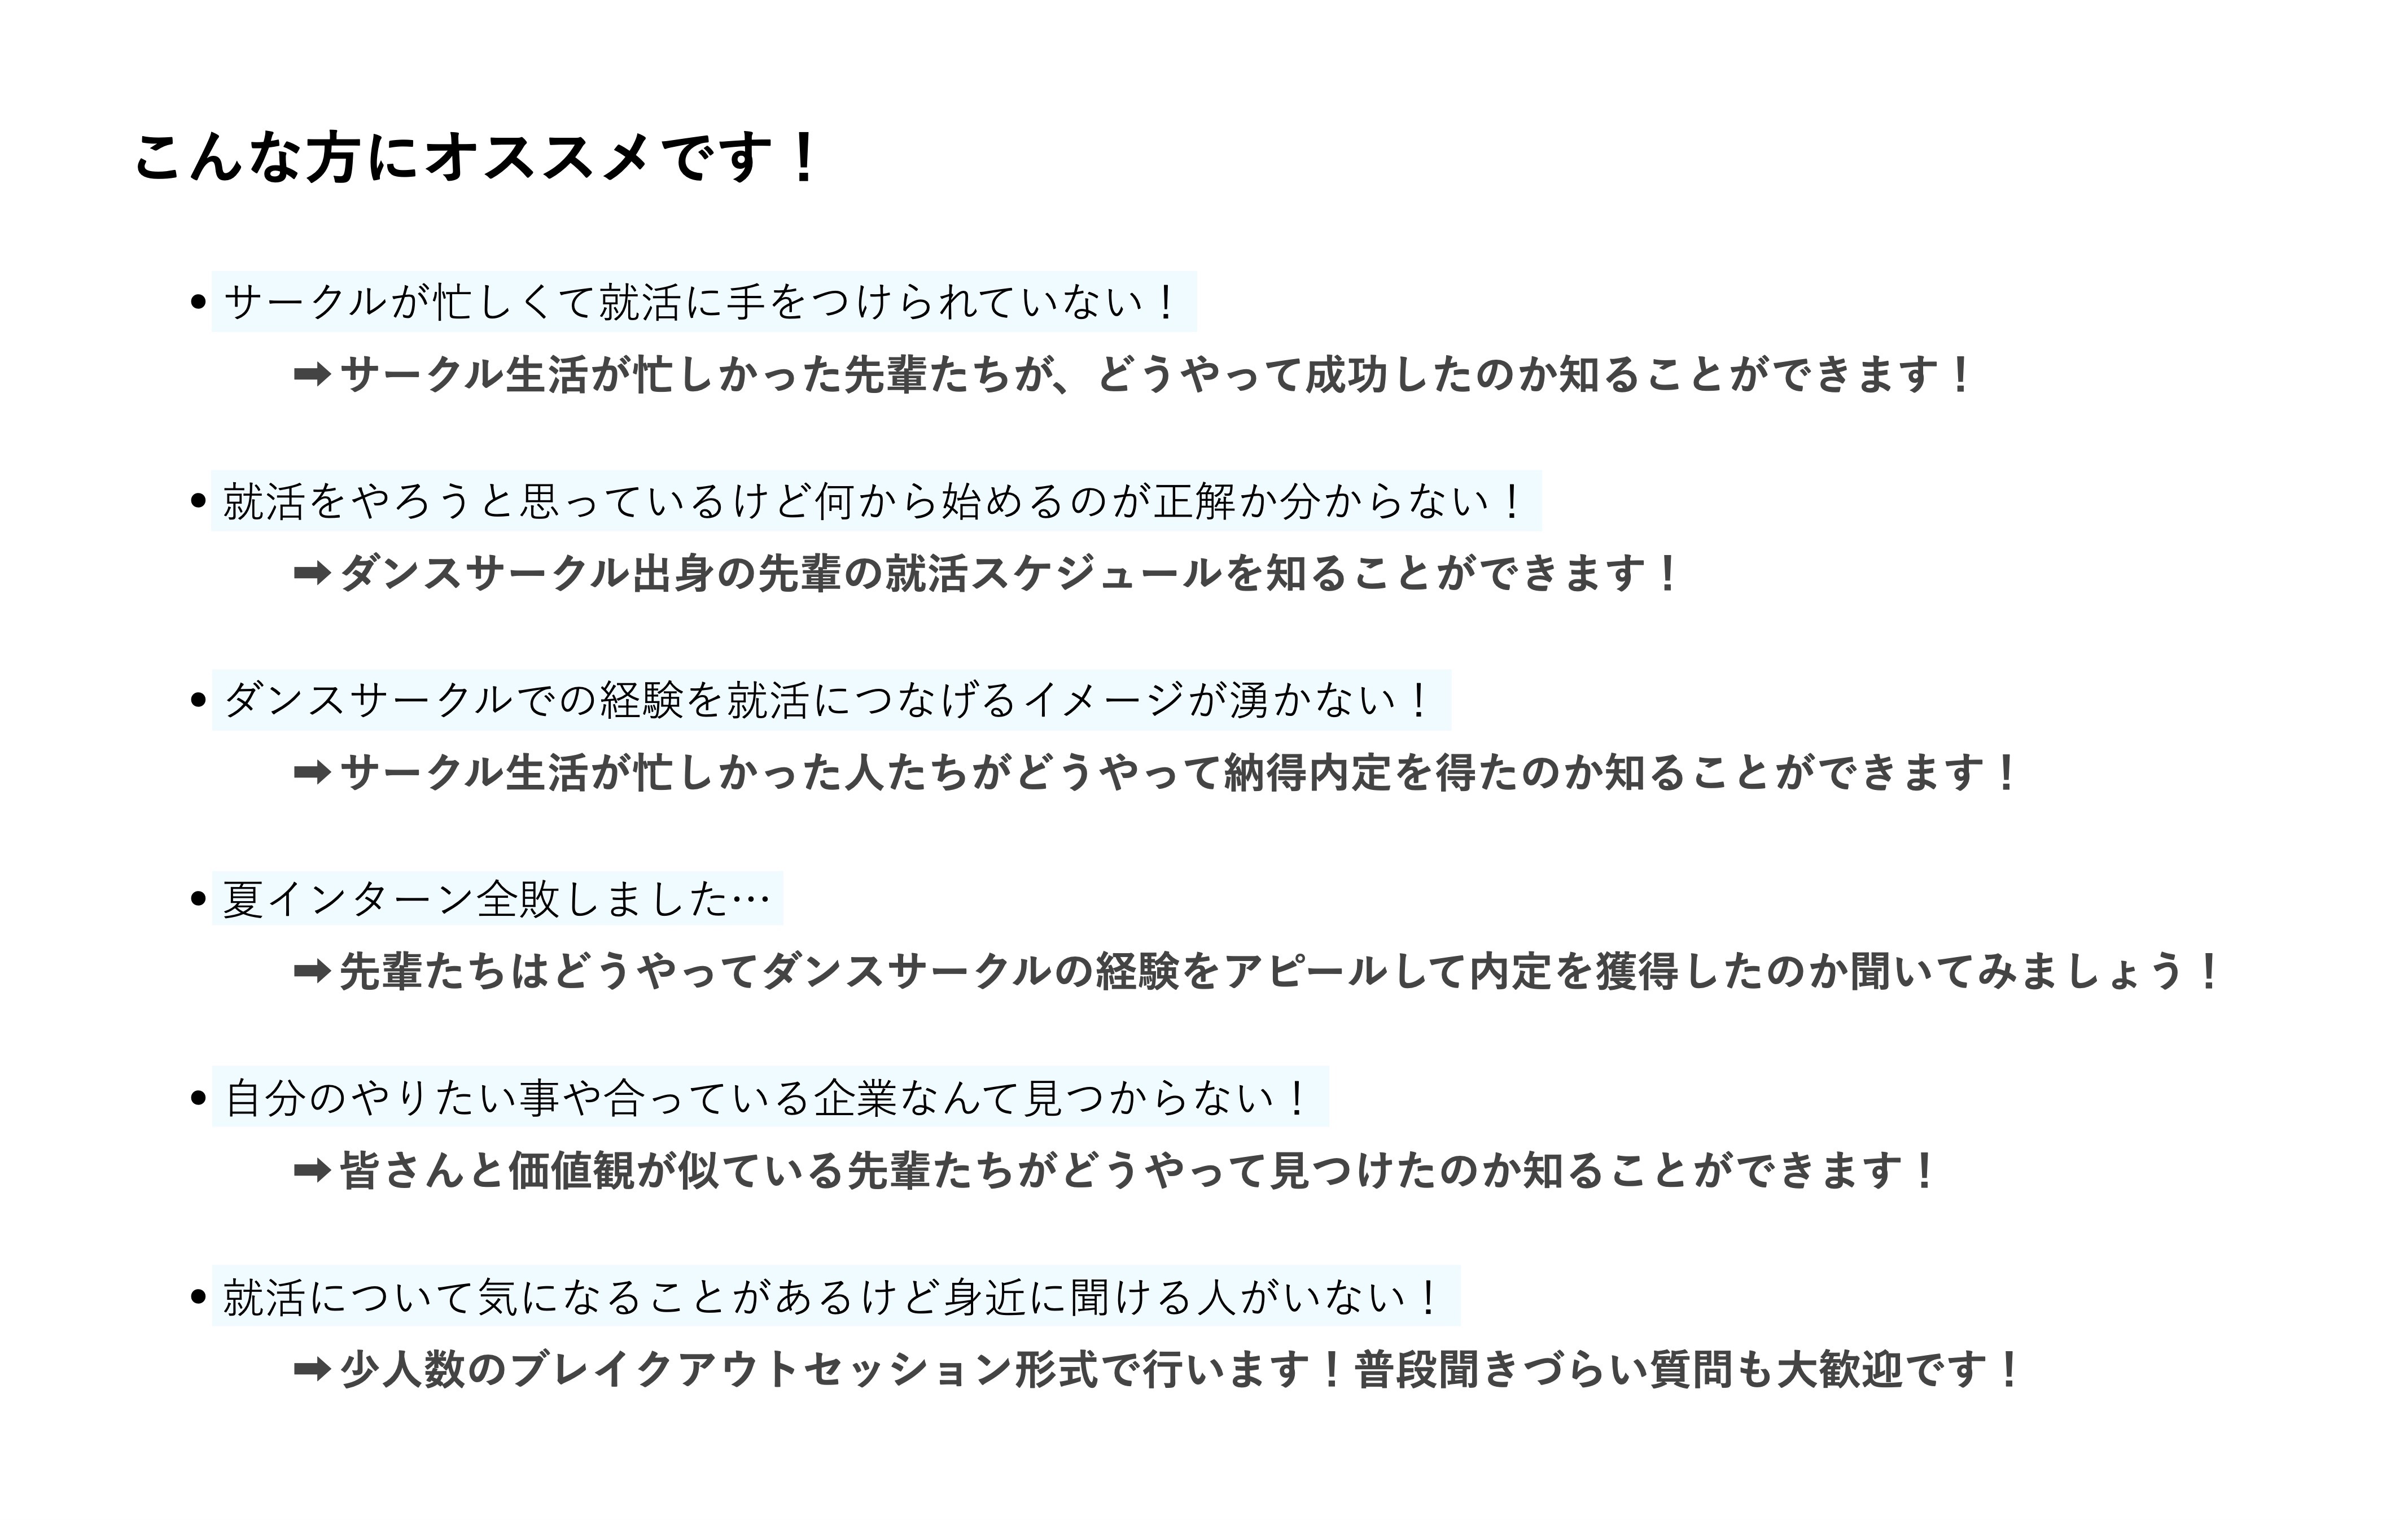 こんな方にオススメです！
• サークルが忙しくて就活に手をつけられていない！
➡サークル生活が忙しかった先輩たちが、どうやって成功したのか知ることができます！
• 就活をやろうと思っているけど何から始めるのが正解か分からない！
➡ダンスサークル出身の先輩の就活スケジュールを知ることができます！
• ダンスサークルでの経験を就活につなげるイメージが湧かない！
➡サークル生活が忙しかった人たちがどうやって納得内定を得たのか知ることができます！
• 夏インターン全敗しました…
➡先輩たちはどうやってダンスサークルの経験をアピールして内定を獲得したのか聞いてみましょう！
• 自分のやりたい事や合っている企業なんて見つからない！
➡皆さんと価値観が似ている先輩たちがどうやって見つけたのか知ることができます！
• 就活について気になることがあるけど身近に聞ける人がいない！
➡少人数のブレイクアウトセッション形式で行います！普段聞きづらい質問も大歓迎です！